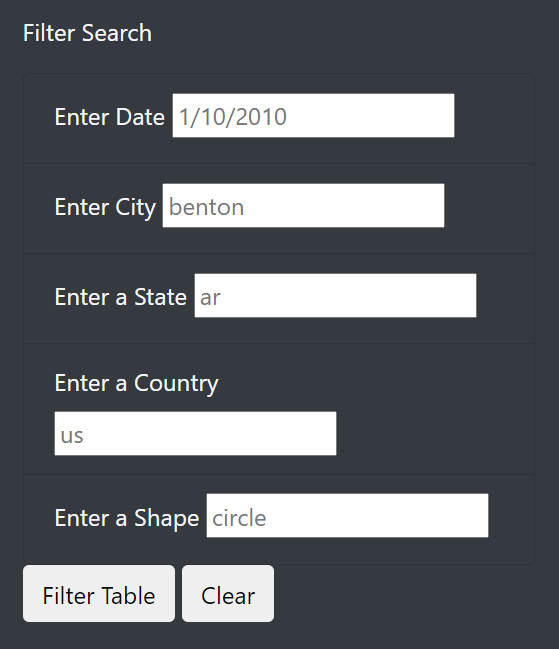 Filter Search
Enter Date 1/10/2010
Enter City benton
Enter a State ar
Enter a Country
us
Enter a Shape circle
Filter Table Clear